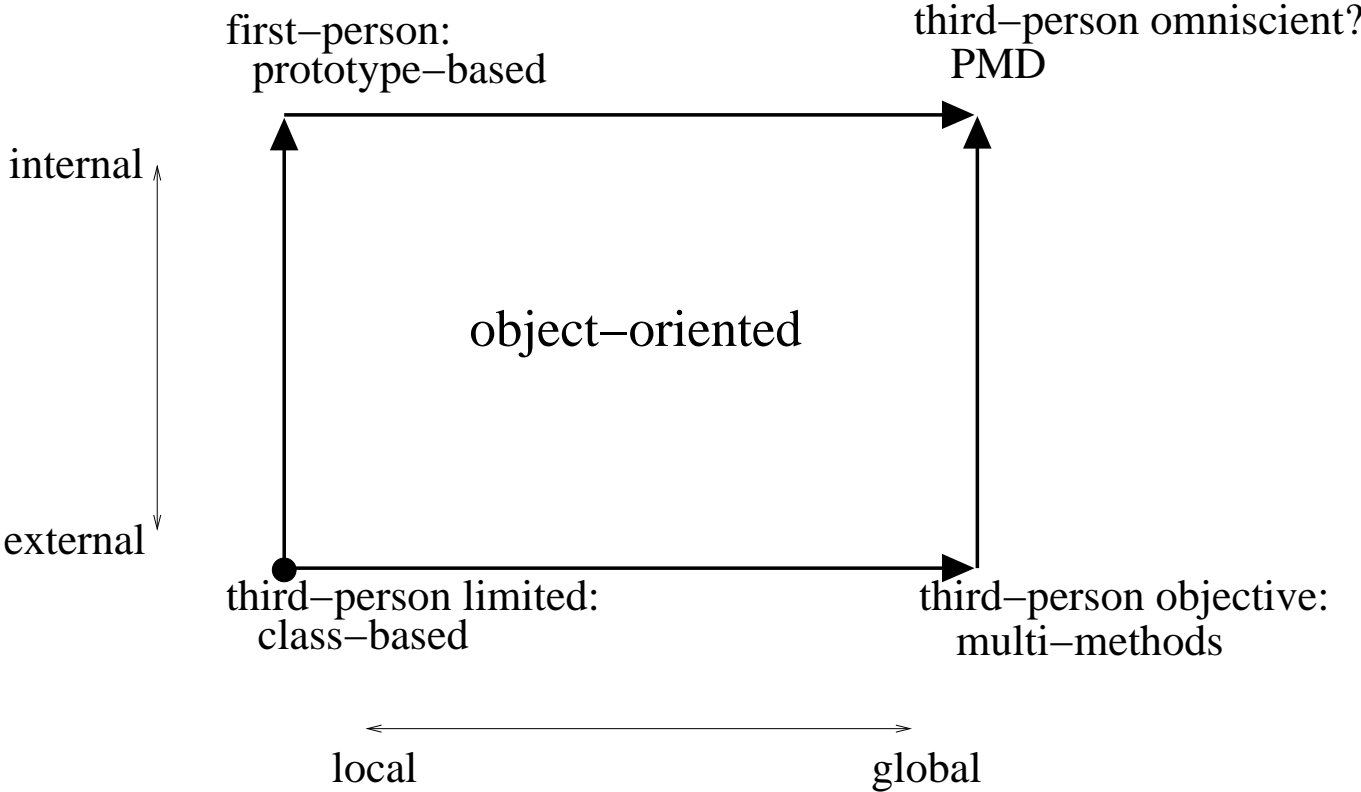 first−person:
prototype−based
third−person omniscient?
PMD
internal
object−oriented
external
third−person limited:
class−based
third−person objective:
multi−methods
local
global